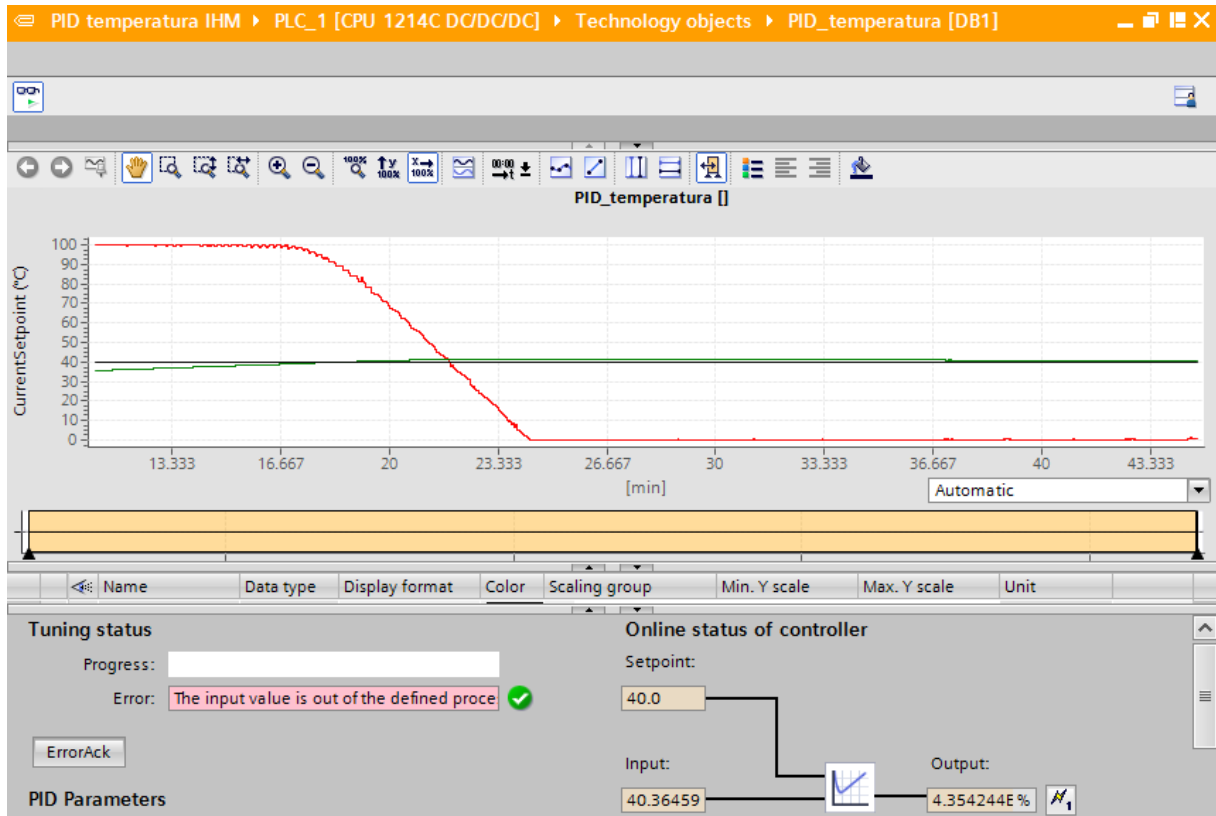 PID temperatura IHM ▸ PLC_1 [CPU 1214C DC/DC/DC] ▸ Technology objects ▸ PID_temperatura [DB1]
PID_temperatura []
CurrentSetpoint (°C)
100
90
80
70
60
50
40
30
20
10
0
13.333 16.667 20 23.333 26.667 30 33.333 36.667 40 43.333
[min]
Automatic
Name Data type Display format Color Scaling group Min. Y scale Max. Y scale Unit
Tuning status
Progress:
Error: The input value is out of the defined proce
ErrorAck
PID Parameters
Online status of controller
Setpoint:
40.0
Input:
40.36459
Output:
4.354244E %